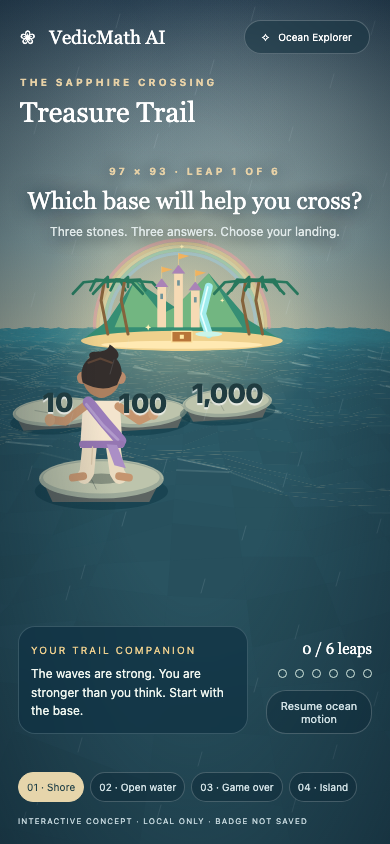 VedicMath AI
Ocean Explorer
THE SAPPHIRE CROSSING
Treasure Trail
97 × 93 · LEAP 1 OF 6
Which base will help you cross?
Three stones. Three answers. Choose your landing.
10
100
1,000
YOUR TRAIL COMPANION
The waves are strong. You are
stronger than you think. Start with
the base.
0 / 6 leaps
Resume ocean
motion
01 · Shore
02 · Open water
03 · Game over
04 · Island
INTERACTIVE CONCEPT · LOCAL ONLY · BADGE NOT SAVED